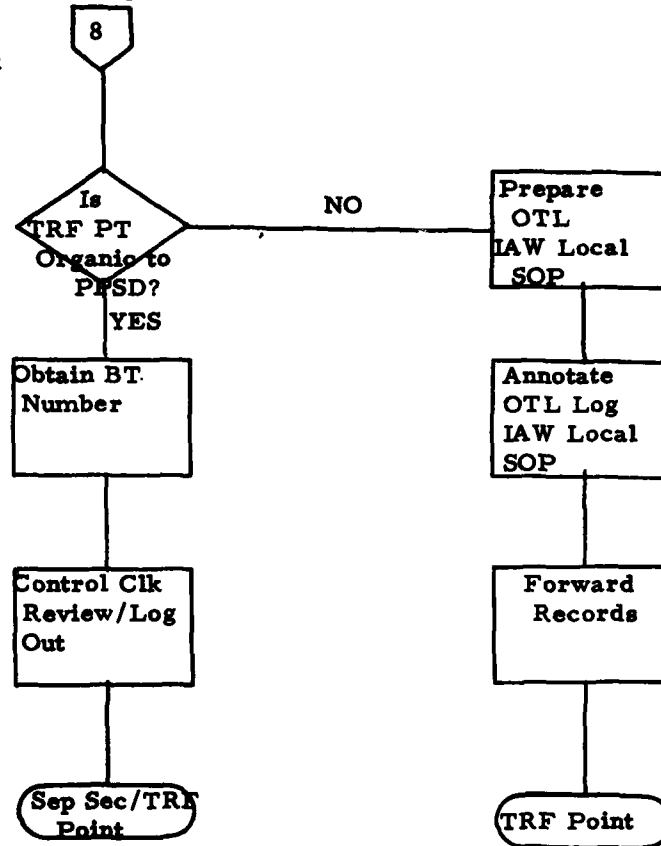 8
Is
TRF PT
Organic to
PPSD?
NO
YES
Prepare
OTL
IAW Local
SOP
Obtain BT.
Number
Annotate
OTL Log
IAW Local
SOP
Control Clk
Review/Log
Out
Forward
Records
Sep Sec/TRF
Point
TRF Point